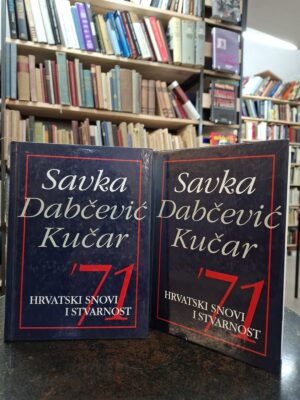 Savka
Dabčević
Kučar
'71
HRVATSKI SNOVI
I STVARNOST
Savka
Dabčević
Kučar
'71
HRVATSKI SNOVI
I STVARNOST